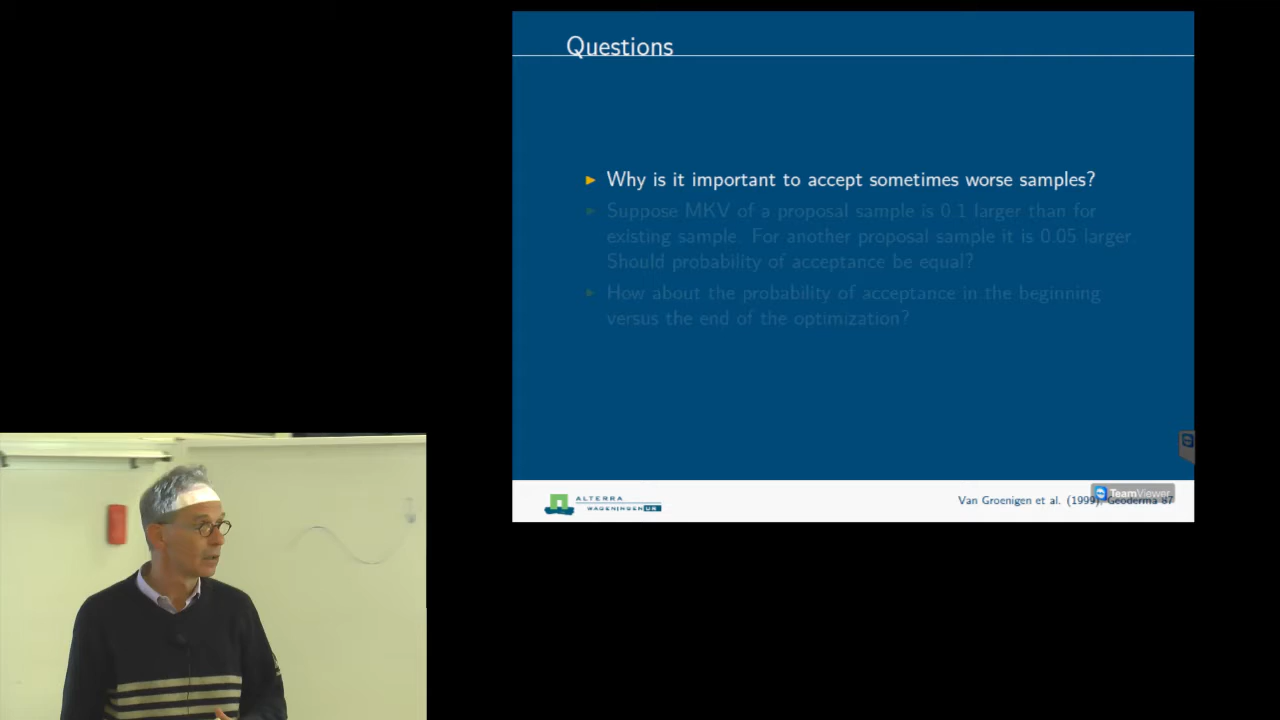 Questions
► Why is it important to accept sometimes worse samples?
► Suppose MKV of a proposal sample is 0.1 larger than for
existing sample. For another proposal sample it is 0.05 larger.
Should probability of acceptance be equal?
► How about the probability of acceptance in the beginning
versus the end of the optimization?
ALTERRA
WAGENINGEN UR
Van Groenigen et al. (1999), Geoderma 87
TeamViewer